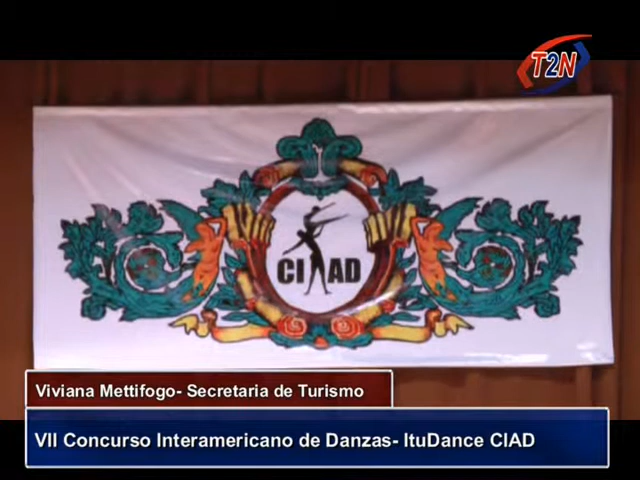 T2N
CIAD
Viviana Mettifogo- Secretaria de Turismo
VII Concurso Interamericano de Danzas- ItuDance CIAD